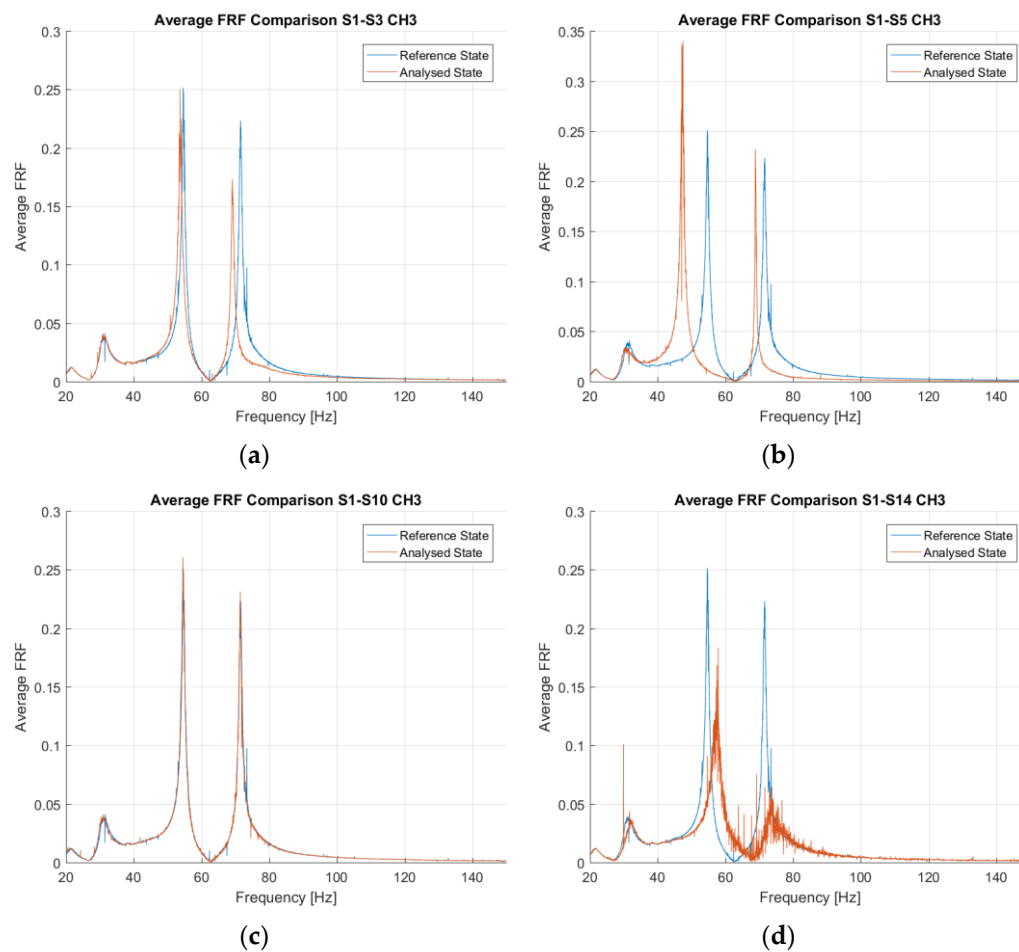 Average FRF Comparison S1-S3 CH3
0.3
0.25
0.2
0.15
0.1
0.05
0
Average FRF
Reference State
Analysed State
20 40 60 80 100 120 140
Frequency [Hz]
(a)
Average FRF Comparison S1-S5 CH3
0.35
0.3
0.25
0.2
0.15
0.1
0.05
0
Average FRF
Reference State
Analysed State
20 40 60 80 100 120 140
Frequency [Hz]
(b)
Average FRF Comparison S1-S10 CH3
0.3
0.25
0.2
0.15
0.1
0.05
0
Average FRF
Reference State
Analysed State
20 40 60 80 100 120 140
Frequency [Hz]
(c)
Average FRF Comparison S1-S14 CH3
0.3
0.25
0.2
0.15
0.1
0.05
0
Average FRF
Reference State
Analysed State
20 40 60 80 100 120 140
Frequency [Hz]
(d)